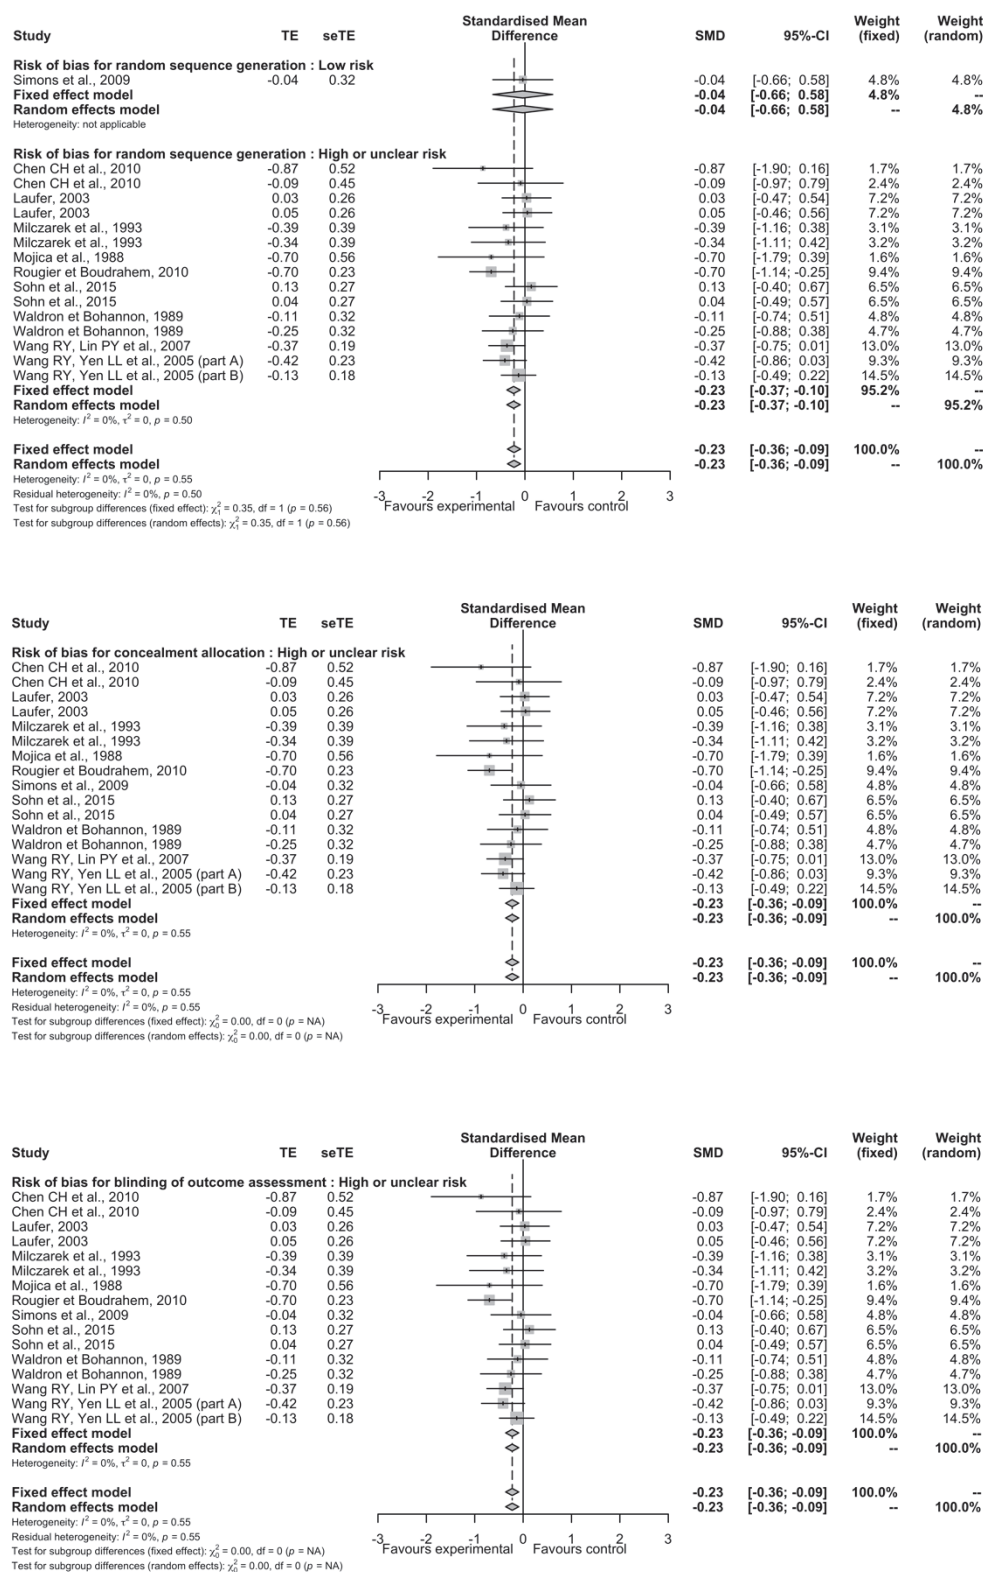 Study TE seTE Standardised Mean Difference SMD 95%-CI Weight (fixed) Weight (random)
Risk of bias for random sequence generation : Low risk
Simons et al., 2009 -0.04 0.32 -0.04 [-0.66; 0.58] 4.8% 4.8%
Fixed effect model -0.04 [-0.66; 0.58] 4.8% --
Random effects model -0.04 [-0.66; 0.58] -- 4.8%
Heterogeneity: not applicable
Risk of bias for random sequence generation : High or unclear risk
Chen CH et al., 2010 -0.87 0.52 -0.87 [-1.90; 0.16] 1.7% 1.7%
Chen CH et al., 2010 -0.09 0.45 -0.09 [-0.97; 0.79] 2.4% 2.4%
Laufer, 2003 0.03 0.26 0.03 [-0.47; 0.54] 7.2% 7.2%
Laufer, 2003 0.05 0.26 0.05 [-0.46; 0.56] 7.2% 7.2%
Milczarek et al., 1993 -0.39 0.39 -0.39 [-1.16; 0.38] 3.1% 3.1%
Milczarek et al., 1993 -0.34 0.39 -0.34 [-1.11; 0.42] 3.2% 3.2%
Mojica et al., 1988 -0.70 0.56 -0.70 [-1.79; 0.39] 1.6% 1.6%
Rougier et Boudrahem, 2010 -0.70 0.23 -0.70 [-1.14; -0.25] 9.4% 9.4%
Sohn et al., 2015 0.13 0.27 0.13 [-0.40; 0.67] 6.5% 6.5%
Sohn et al., 2015 0.04 0.27 0.04 [-0.49; 0.57] 6.5% 6.5%
Waldron et Bohannon, 1989 -0.11 0.32 -0.11 [-0.74; 0.51] 4.8% 4.8%
Waldron et Bohannon, 1989 -0.25 0.32 -0.25 [-0.88; 0.38] 4.7% 4.7%
Wang RY, Lin PY et al., 2007 -0.37 0.19 -0.37 [-0.75; 0.01] 13.0% 13.0%
Wang RY, Yen LL et al., 2005 (part A) -0.42 0.23 -0.42 [-0.86; 0.03] 9.3% 9.3%
Wang RY, Yen LL et al., 2005 (part B) -0.13 0.18 -0.13 [-0.49; 0.22] 14.5% 14.5%
Fixed effect model -0.23 [-0.37; -0.10] 95.2% --
Random effects model -0.23 [-0.37; -0.10] -- 95.2%
Heterogeneity: I² = 0%, τ² = 0, p = 0.50
Fixed effect model -0.23 [-0.36; -0.09] 100.0% --
Random effects model -0.23 [-0.36; -0.09] -- 100.0%
Heterogeneity: I² = 0%, τ² = 0, p = 0.55
Residual heterogeneity: I² = 0%, p = 0.50
-3 -2 -1 0 1 2 3
Favours experimental Favours control
Test for subgroup differences (fixed effect): χ²₁ = 0.35, df = 1 (p = 0.56)
Test for subgroup differences (random effects): χ²₁ = 0.35, df = 1 (p = 0.56)
Study TE seTE Standardised Mean Difference SMD 95%-CI Weight (fixed) Weight (random)
Risk of bias for concealment allocation : High or unclear risk
Chen CH et al., 2010 -0.87 0.52 -0.87 [-1.90; 0.16] 1.7% 1.7%
Chen CH et al., 2010 -0.09 0.45 -0.09 [-0.97; 0.79] 2.4% 2.4%
Laufer, 2003 0.03 0.26 0.03 [-0.47; 0.54] 7.2% 7.2%
Laufer, 2003 0.05 0.26 0.05 [-0.46; 0.56] 7.2% 7.2%
Milczarek et al., 1993 -0.39 0.39 -0.39 [-1.16; 0.38] 3.1% 3.1%
Milczarek et al., 1993 -0.34 0.39 -0.34 [-1.11; 0.42] 3.2% 3.2%
Mojica et al., 1988 -0.70 0.56 -0.70 [-1.79; 0.39] 1.6% 1.6%
Rougier et Boudrahem, 2010 -0.70 0.23 -0.70 [-1.14; -0.25] 9.4% 9.4%
Simons et al., 2009 -0.04 0.32 -0.04 [-0.66; 0.58] 4.8% 4.8%
Sohn et al., 2015 0.13 0.27 0.13 [-0.40; 0.67] 6.5% 6.5%
Sohn et al., 2015 0.04 0.27 0.04 [-0.49; 0.57] 6.5% 6.5%
Waldron et Bohannon, 1989 -0.11 0.32 -0.11 [-0.74; 0.51] 4.8% 4.8%
Waldron et Bohannon, 1989 -0.25 0.32 -0.25 [-0.88; 0.38] 4.7% 4.7%
Wang RY, Lin PY et al., 2007 -0.37 0.19 -0.37 [-0.75; 0.01] 13.0% 13.0%
Wang RY, Yen LL et al., 2005 (part A) -0.42 0.23 -0.42 [-0.86; 0.03] 9.3% 9.3%
Wang RY, Yen LL et al., 2005 (part B) -0.13 0.18 -0.13 [-0.49; 0.22] 14.5% 14.5%
Fixed effect model -0.23 [-0.36; -0.09] 100.0% --
Random effects model -0.23 [-0.36; -0.09] -- 100.0%
Heterogeneity: I² = 0%, τ² = 0, p = 0.55
Fixed effect model -0.23 [-0.36; -0.09] 100.0% --
Random effects model -0.23 [-0.36; -0.09] -- 100.0%
Heterogeneity: I² = 0%, τ² = 0, p = 0.55
Residual heterogeneity: I² = 0%, p = 0.55
-3 -2 -1 0 1 2 3
Favours experimental Favours control
Test for subgroup differences (fixed effect): χ²₀ = 0.00, df = 0 (p = NA)
Test for subgroup differences (random effects): χ²₀ = 0.00, df = 0 (p = NA)
Study TE seTE Standardised Mean Difference SMD 95%-CI Weight (fixed) Weight (random)
Risk of bias for blinding of outcome assessment : High or unclear risk
Chen CH et al., 2010 -0.87 0.52 -0.87 [-1.90; 0.16] 1.7% 1.7%
Chen CH et al., 2010 -0.09 0.45 -0.09 [-0.97; 0.79] 2.4% 2.4%
Laufer, 2003 0.03 0.26 0.03 [-0.47; 0.54] 7.2% 7.2%
Laufer, 2003 0.05 0.26 0.05 [-0.46; 0.56] 7.2% 7.2%
Milczarek et al., 1993 -0.39 0.39 -0.39 [-1.16; 0.38] 3.1% 3.1%
Milczarek et al., 1993 -0.34 0.39 -0.34 [-1.11; 0.42] 3.2% 3.2%
Mojica et al., 1988 -0.70 0.56 -0.70 [-1.79; 0.39] 1.6% 1.6%
Rougier et Boudrahem, 2010 -0.70 0.23 -0.70 [-1.14; -0.25] 9.4% 9.4%
Simons et al., 2009 -0.04 0.32 -0.04 [-0.66; 0.58] 4.8% 4.8%
Sohn et al., 2015 0.13 0.27 0.13 [-0.40; 0.67] 6.5% 6.5%
Sohn et al., 2015 0.04 0.27 0.04 [-0.49; 0.57] 6.5% 6.5%
Waldron et Bohannon, 1989 -0.11 0.32 -0.11 [-0.74; 0.51] 4.8% 4.8%
Waldron et Bohannon, 1989 -0.25 0.32 -0.25 [-0.88; 0.38] 4.7% 4.7%
Wang RY, Lin PY et al., 2007 -0.37 0.19 -0.37 [-0.75; 0.01] 13.0% 13.0%
Wang RY, Yen LL et al., 2005 (part A) -0.42 0.23 -0.42 [-0.86; 0.03] 9.3% 9.3%
Wang RY, Yen LL et al., 2005 (part B) -0.13 0.18 -0.13 [-0.49; 0.22] 14.5% 14.5%
Fixed effect model -0.23 [-0.36; -0.09] 100.0% --
Random effects model -0.23 [-0.36; -0.09] -- 100.0%
Heterogeneity: I² = 0%, τ² = 0, p = 0.55
Fixed effect model -0.23 [-0.36; -0.09] 100.0% --
Random effects model -0.23 [-0.36; -0.09] -- 100.0%
Heterogeneity: I² = 0%, τ² = 0, p = 0.55
Residual heterogeneity: I² = 0%, p = 0.55
-3 -2 -1 0 1 2 3
Favours experimental Favours control
Test for subgroup differences (fixed effect): χ²₀ = 0.00, df = 0 (p = NA)
Test for subgroup differences (random effects): χ²₀ = 0.00, df = 0 (p = NA)